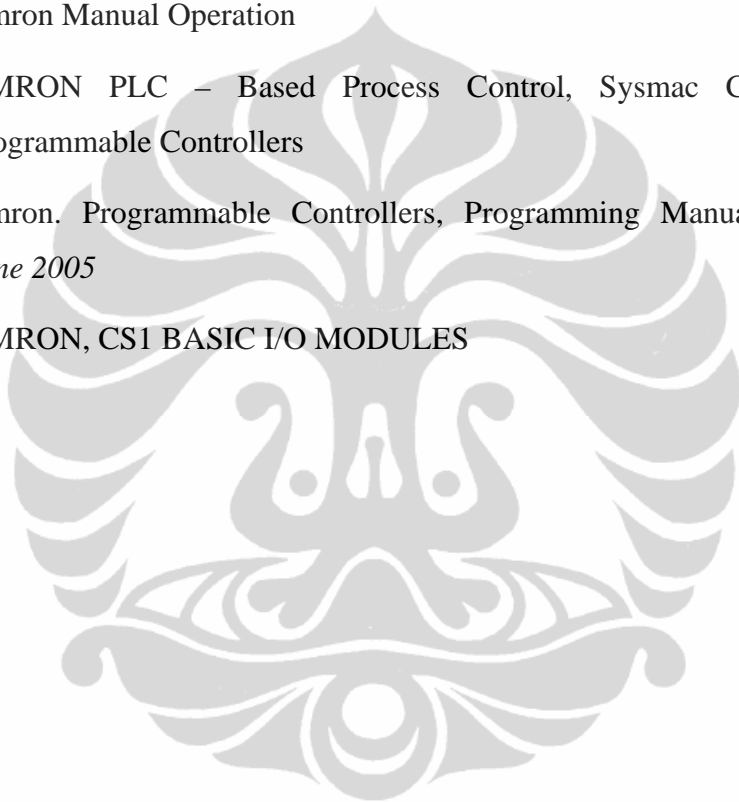 mron Manual Operation
MRON PLC – Based Process Control, Sysmac C
ogrammable Controllers
mron. Programmable Controllers, Programming Manua
ne 2005
MRON, CS1 BASIC I/O MODULES